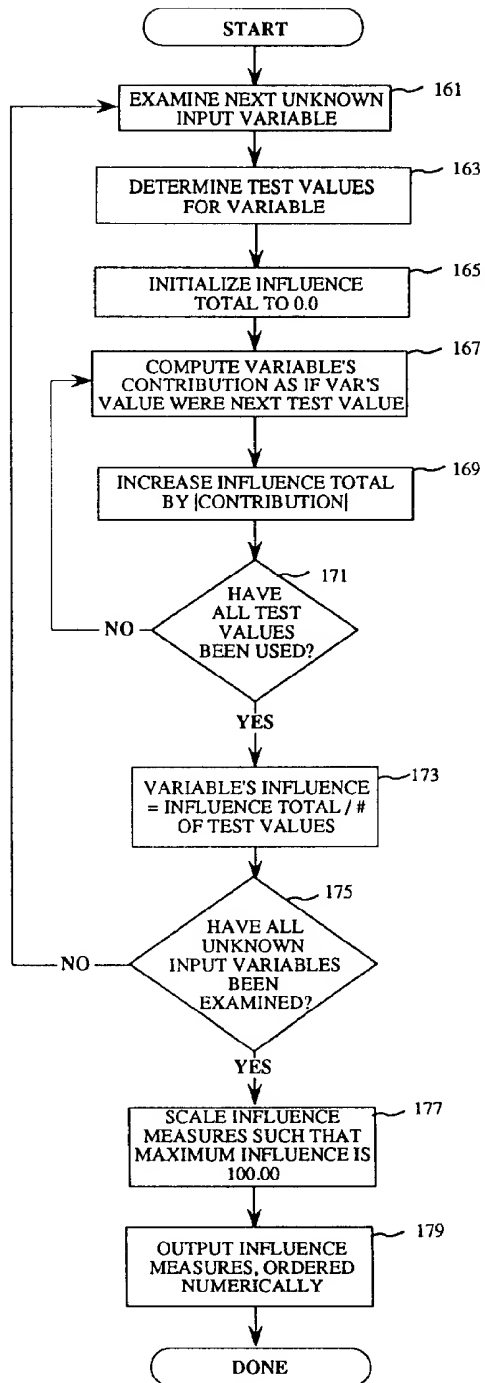 START
EXAMINE NEXT UNKNOWN
INPUT VARIABLE
161
DETERMINE TEST VALUES
FOR VARIABLE
163
INITIALIZE INFLUENCE
TOTAL TO 0.0
165
COMPUTE VARIABLE'S
CONTRIBUTION AS IF VAR'S
VALUE WERE NEXT TEST VALUE
167
INCREASE INFLUENCE TOTAL
BY |CONTRIBUTION|
169
HAVE
ALL TEST
VALUES
BEEN USED?
171
NO
YES
VARIABLE'S INFLUENCE
= INFLUENCE TOTAL / #
OF TEST VALUES
173
HAVE ALL
UNKNOWN
INPUT VARIABLES
BEEN
EXAMINED?
175
NO
YES
SCALE INFLUENCE
MEASURES SUCH THAT
MAXIMUM INFLUENCE IS
100.00
177
OUTPUT INFLUENCE
MEASURES, ORDERED
NUMERICALLY
179
DONE